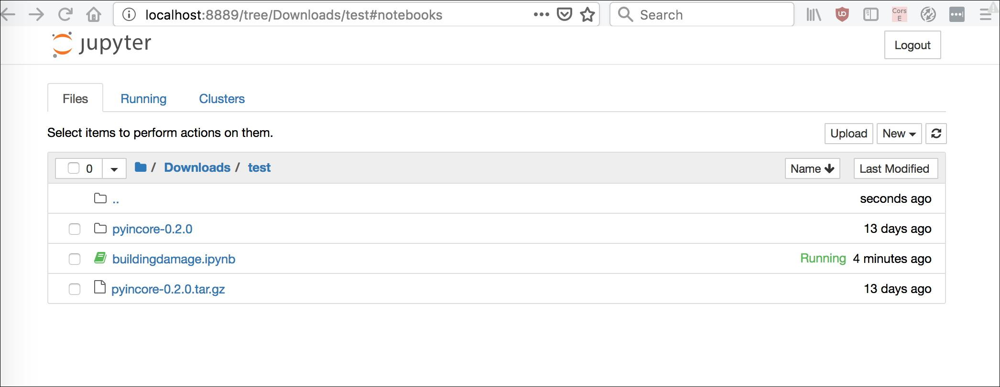 localhost:8889/tree/Downloads/test#notebooks
Search
Cors
E
jupyter
Logout
Files Running Clusters
Select items to perform actions on them.
Upload New
0 / Downloads / test Name Last Modified
.. seconds ago
pyincore-0.2.0 13 days ago
buildingdamage.ipynb Running 4 minutes ago
pyincore-0.2.0.tar.gz 13 days ago